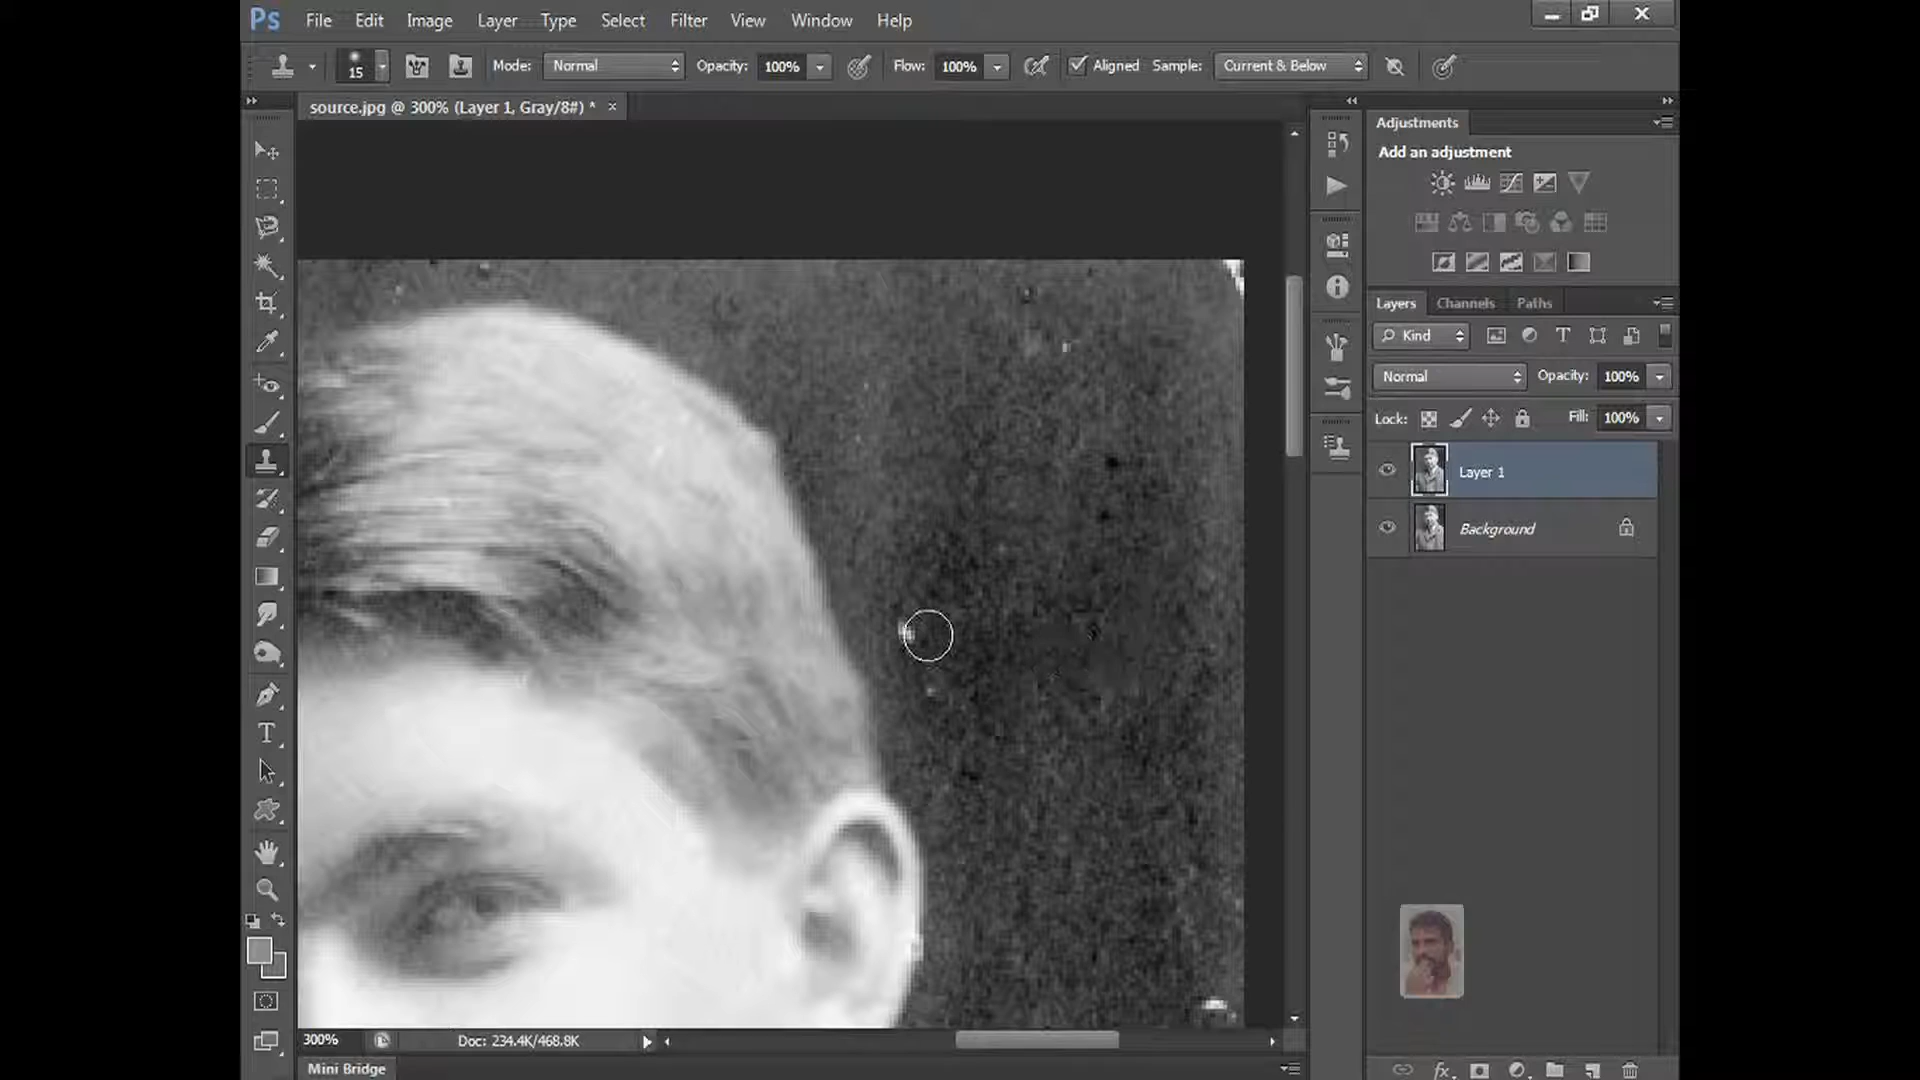 Ps File Edit Image Layer Type Select Filter View Window Help
15 Mode: Normal Opacity: 100% Flow: 100% Aligned Sample: Current & Below
source.jpg @ 300% (Layer 1, Gray/8#) * ×
Adjustments
Add an adjustment
Layers Channels Paths
Kind
Normal Opacity: 100%
Lock: Fill: 100%
Layer 1
Background
300% Doc: 234.4K/468.8K
Mini Bridge